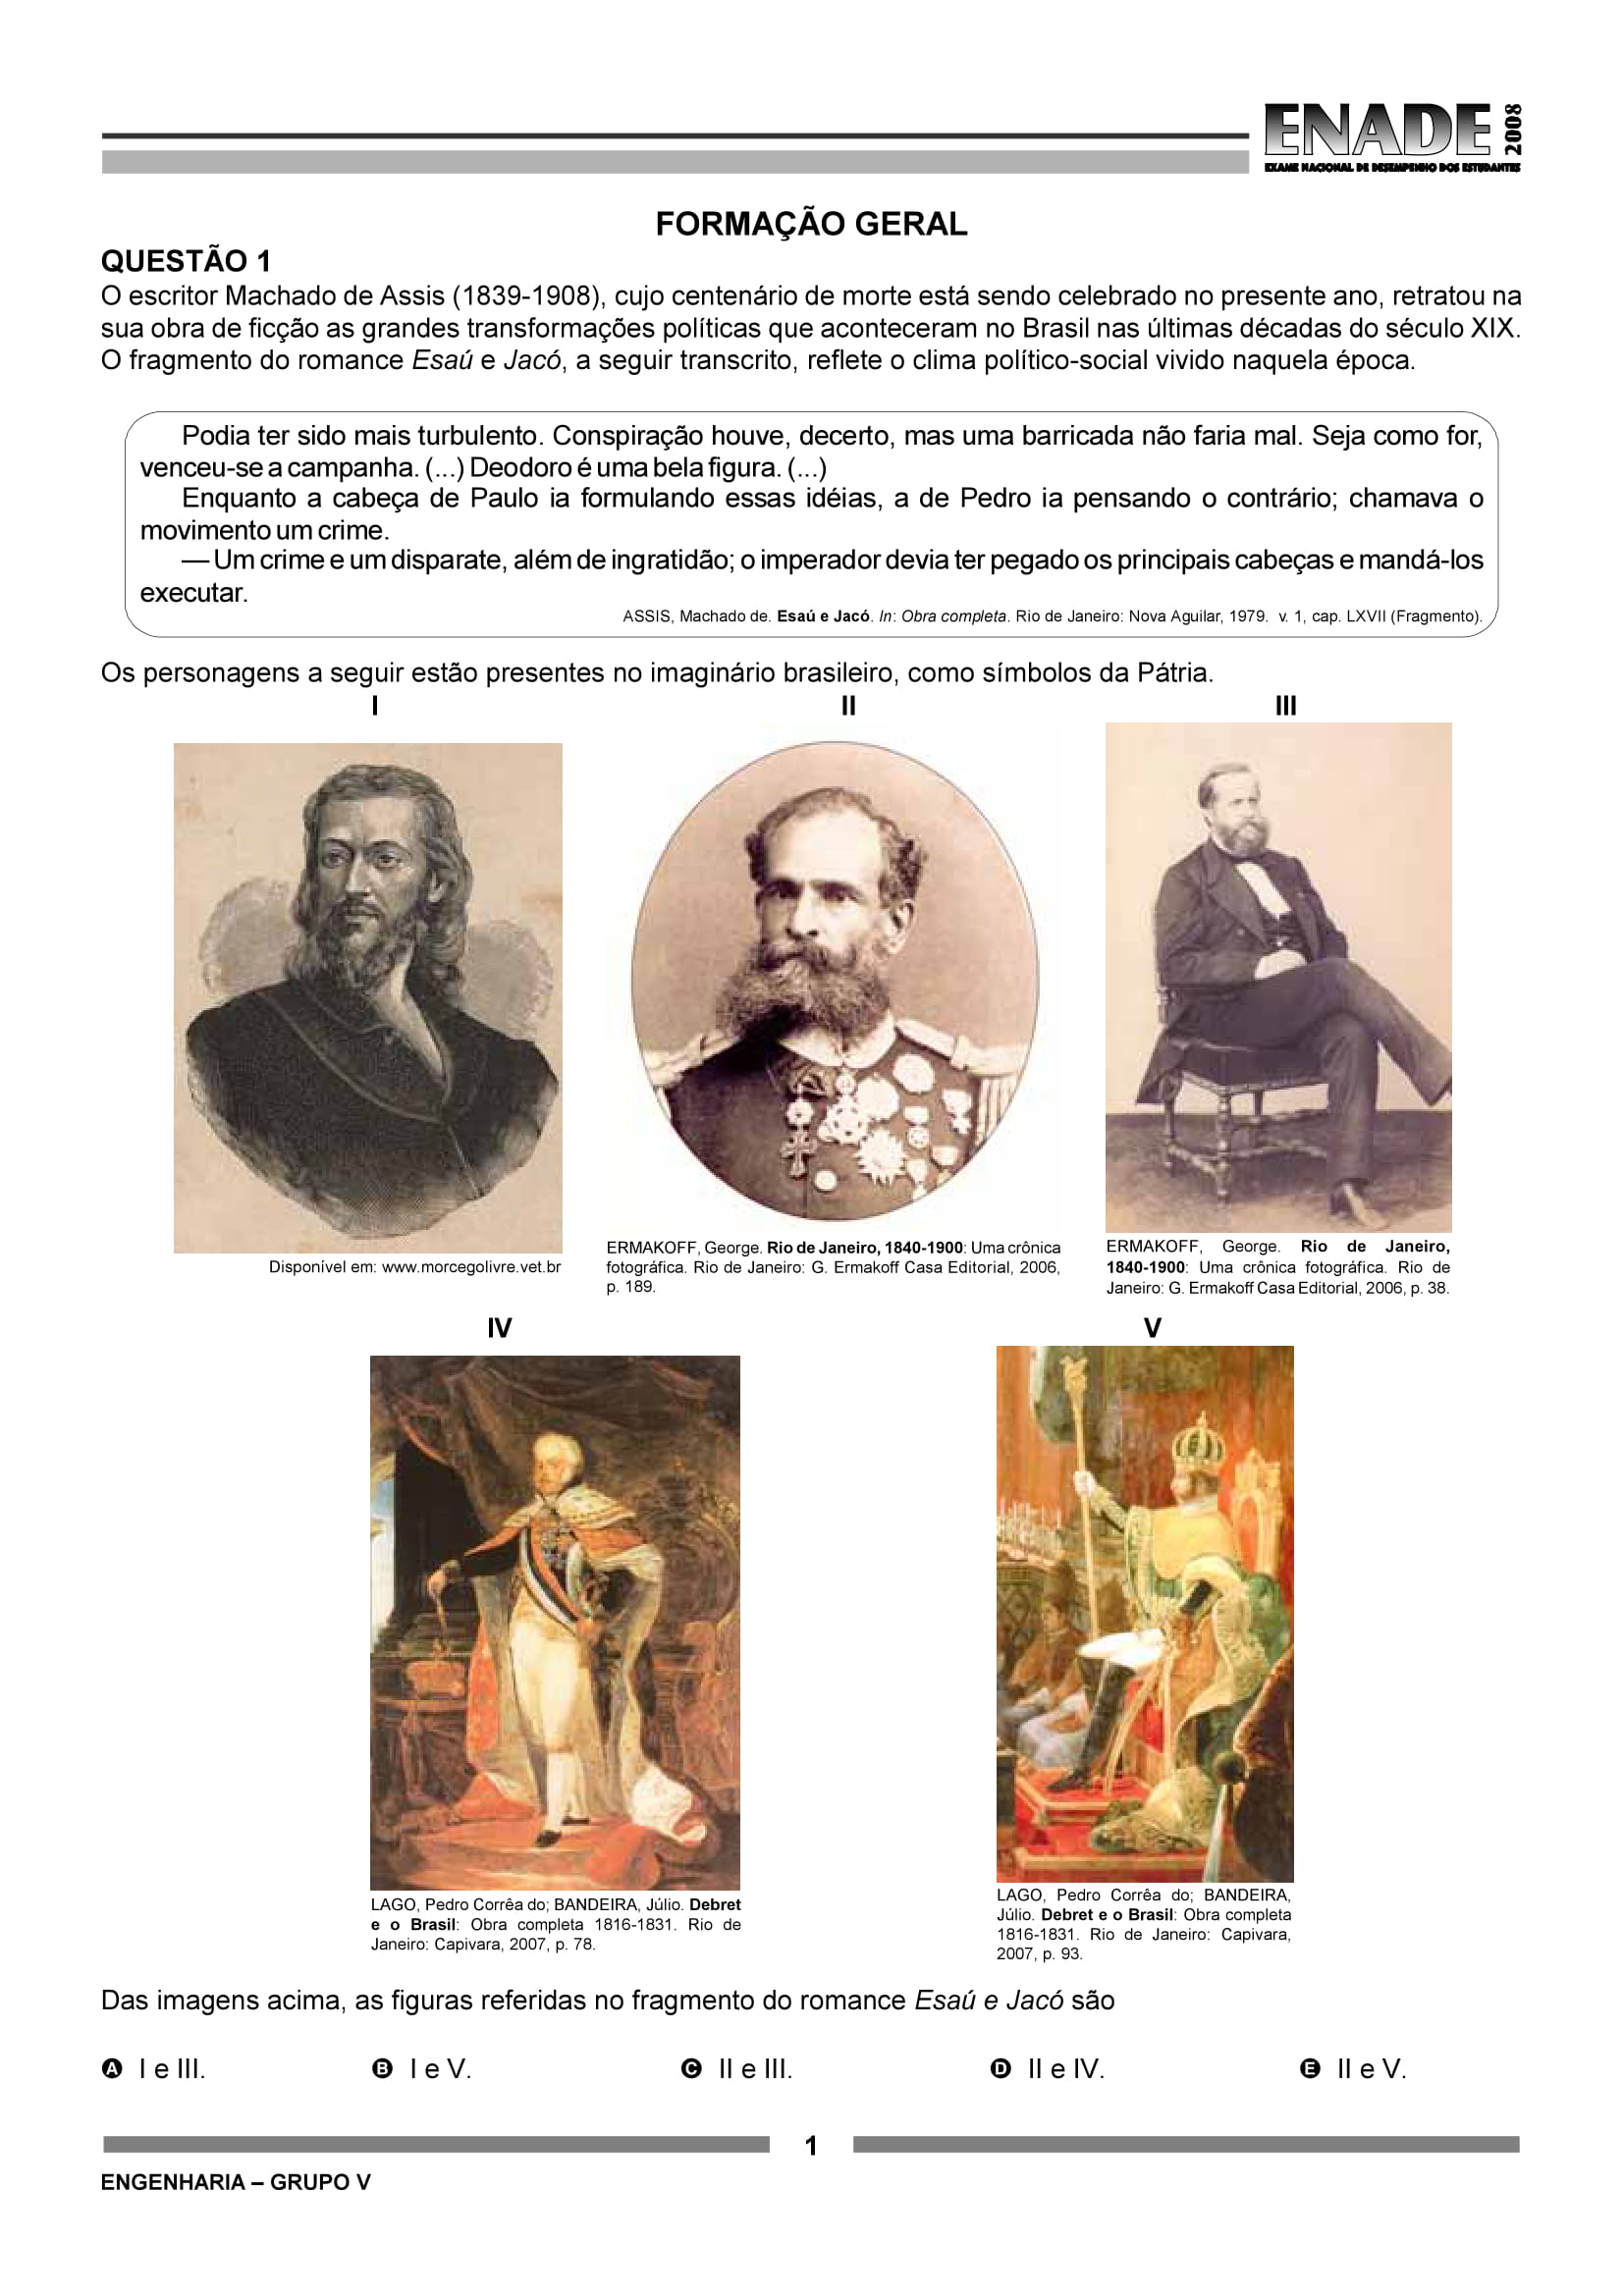 ENADE 2008
EXAME NACIONAL DE DESEMPENHO DOS ESTUDANTES
FORMAÇÃO GERAL
QUESTÃO 1
O escritor Machado de Assis (1839-1908), cujo centenário de morte está sendo celebrado no presente ano, retratou na
sua obra de ficção as grandes transformações políticas que aconteceram no Brasil nas últimas décadas do século XIX.
O fragmento do romance Esaú e Jacó, a seguir transcrito, reflete o clima político-social vivido naquela época.
Podia ter sido mais turbulento. Conspiração houve, decerto, mas uma barricada não faria mal. Seja como for,
venceu-se a campanha. (...) Deodoro é uma bela figura. (...)
Enquanto a cabeça de Paulo ia formulando essas idéias, a de Pedro ia pensando o contrário; chamava o
movimento um crime.
— Um crime e um disparate, além de ingratidão; o imperador devia ter pegado os principais cabeças e mandá-los
executar.
ASSIS, Machado de. Esaú e Jacó. In: Obra completa. Rio de Janeiro: Nova Aguilar, 1979. v. 1, cap. LXVII (Fragmento).
Os personagens a seguir estão presentes no imaginário brasileiro, como símbolos da Pátria.
I
II
III
Disponível em: www.morcegolivre.vet.br
ERMAKOFF, George. Rio de Janeiro, 1840-1900: Uma crônica
fotográfica. Rio de Janeiro: G. Ermakoff Casa Editorial, 2006,
p. 189.
ERMAKOFF, George. Rio de Janeiro,
1840-1900: Uma crônica fotográfica. Rio de
Janeiro: G. Ermakoff Casa Editorial, 2006, p. 38.
IV
V
LAGO, Pedro Corrêa do; BANDEIRA, Júlio. Debret
e o Brasil: Obra completa 1816-1831. Rio de
Janeiro: Capivara, 2007, p. 78.
LAGO, Pedro Corrêa do; BANDEIRA,
Júlio. Debret e o Brasil: Obra completa
1816-1831. Rio de Janeiro: Capivara,
2007, p. 93.
Das imagens acima, as figuras referidas no fragmento do romance Esaú e Jacó são
A I e III.
B I e V.
C II e III.
D II e IV.
E II e V.
1
ENGENHARIA – GRUPO V